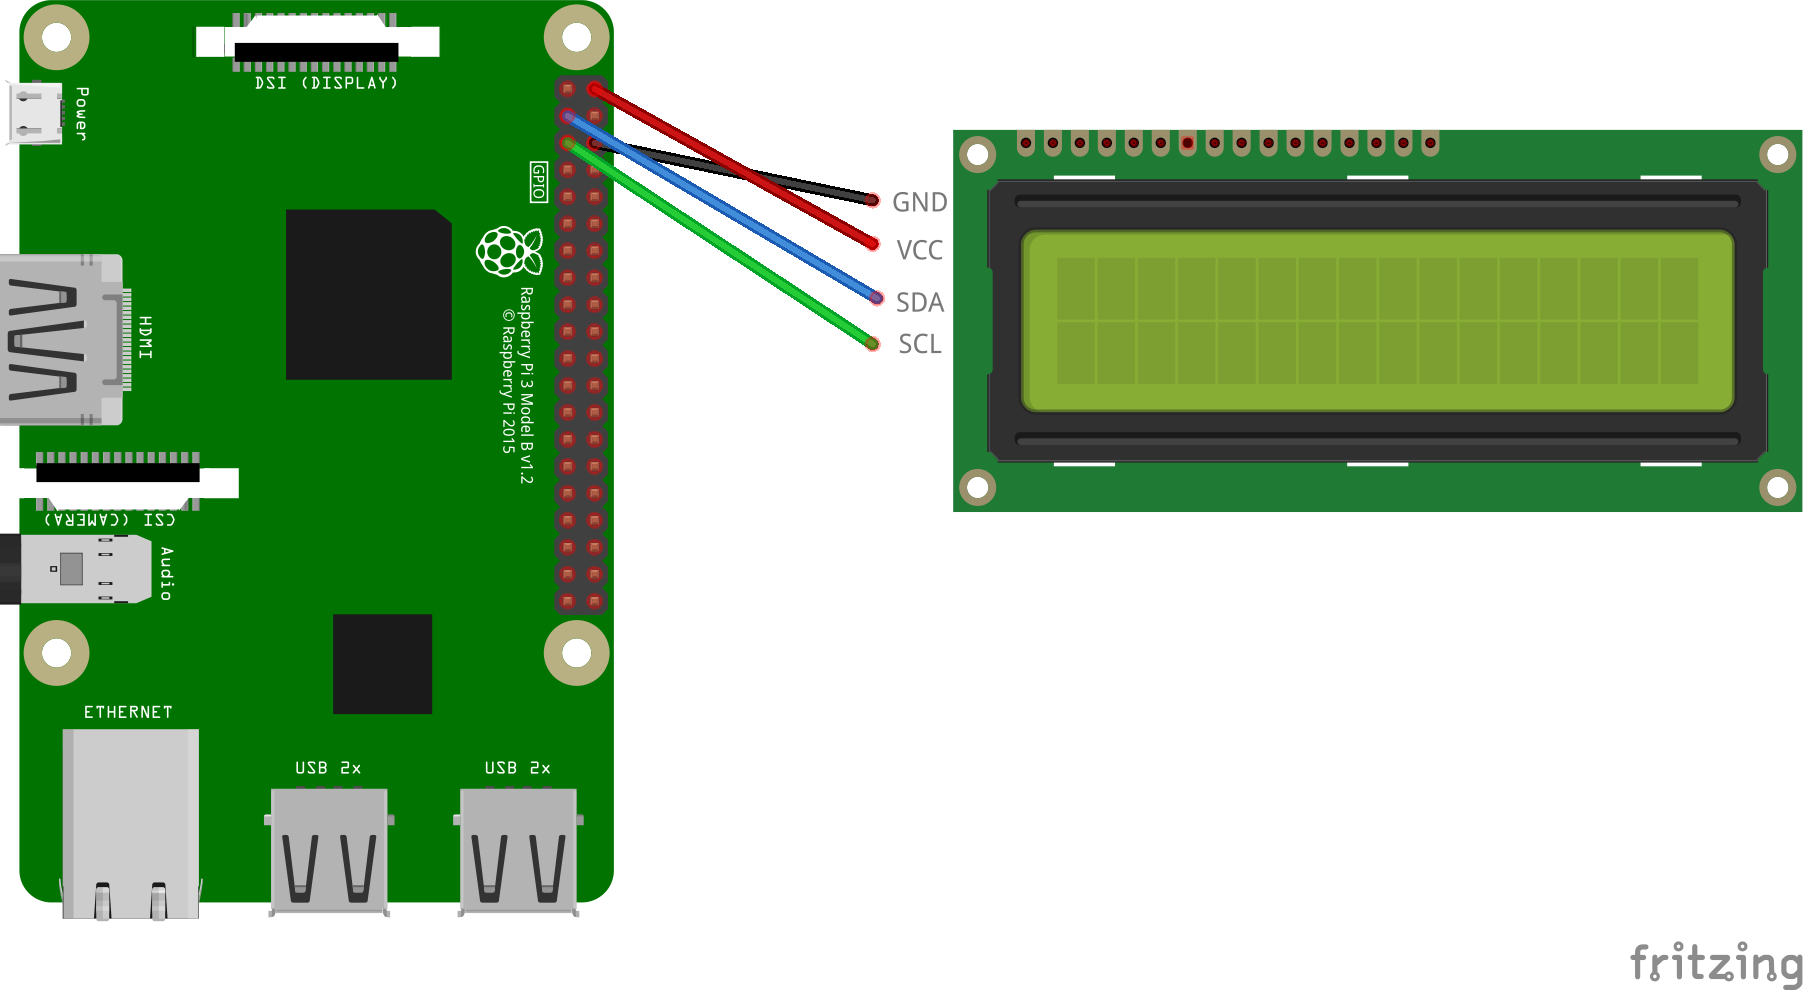 DSI (DISPLAY)
Power
GPIO
GND
VCC
SDA
SCL
HDMI
Raspberry Pi 3 Model B v1.2
© Raspberry Pi 2015
CSI (CAMERA)
Audio
ETHERNET
USB 2x
USB 2x
fritzing